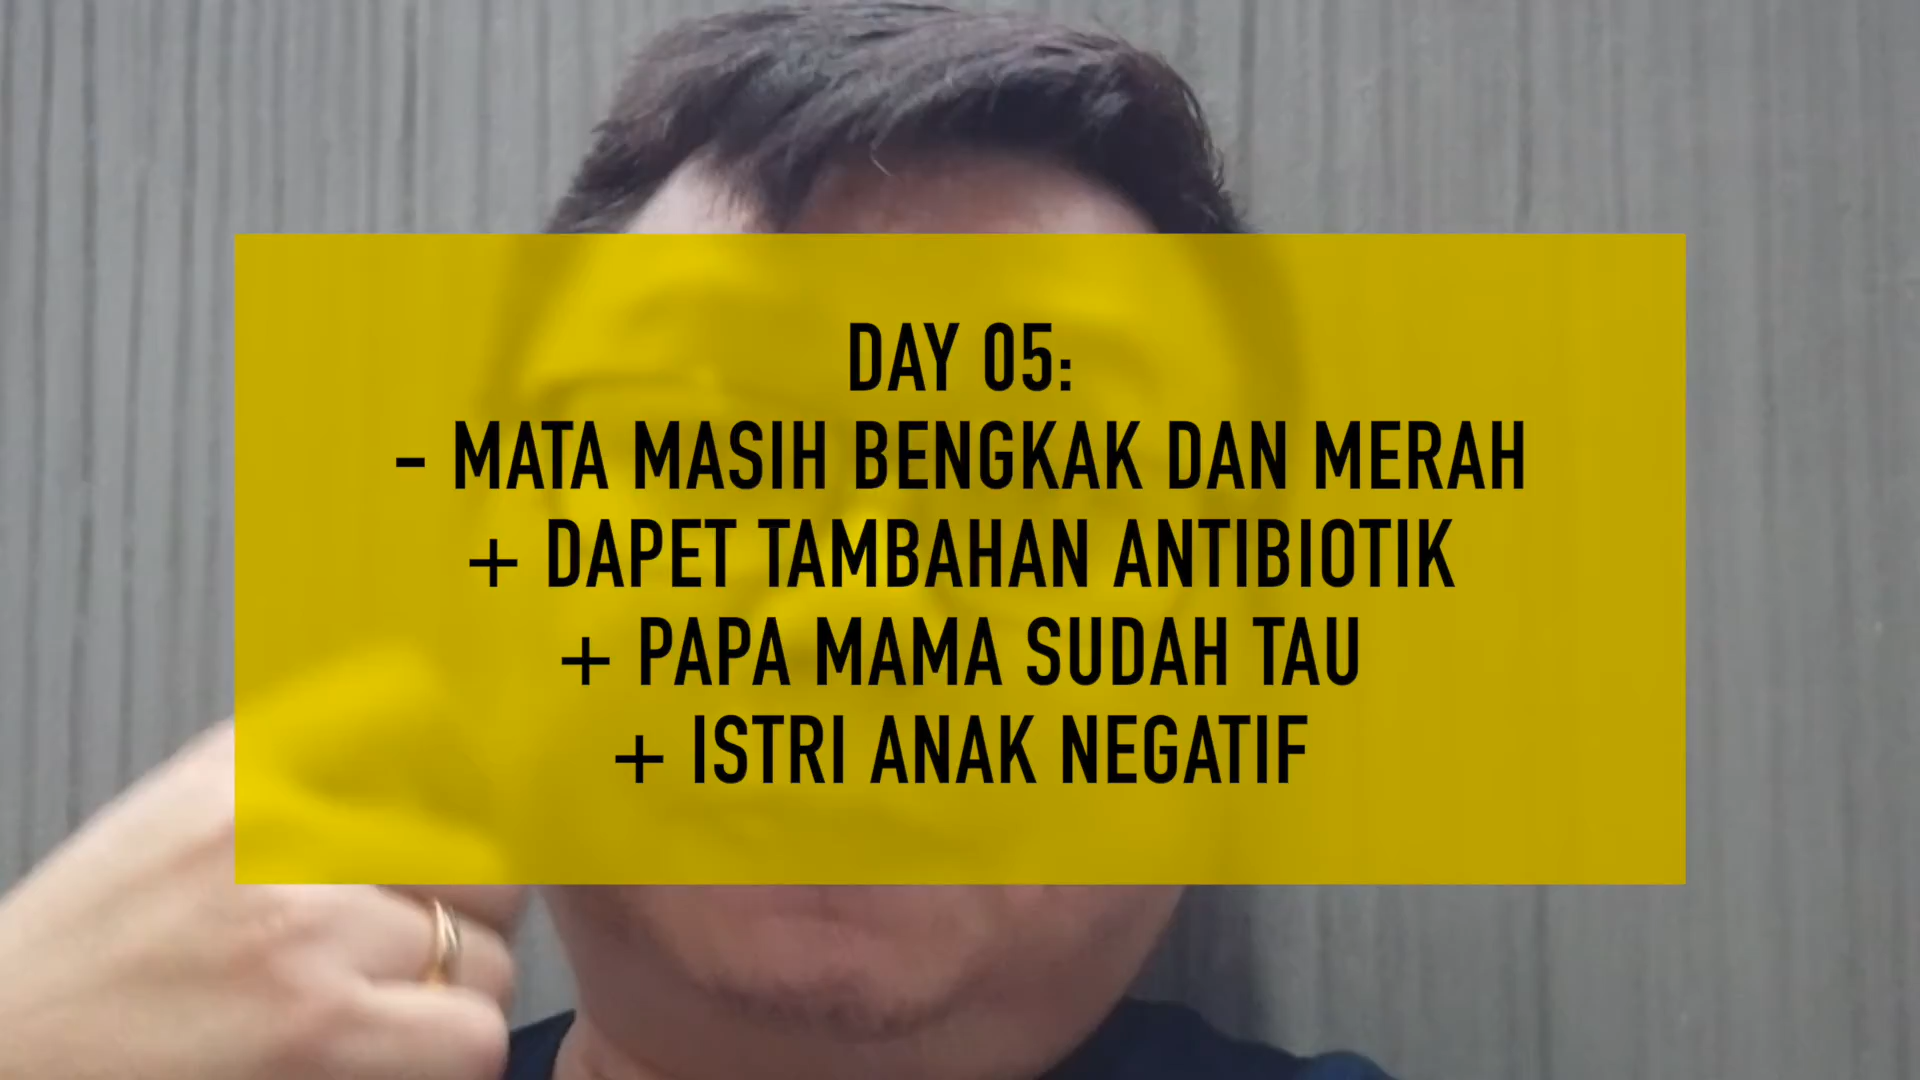 DAY 05:
- MATA MASIH BENGKAK DAN MERAH
+ DAPET TAMBAHAN ANTIBIOTIK
+ PAPA MAMA SUDAH TAU
+ ISTRI ANAK NEGATIF